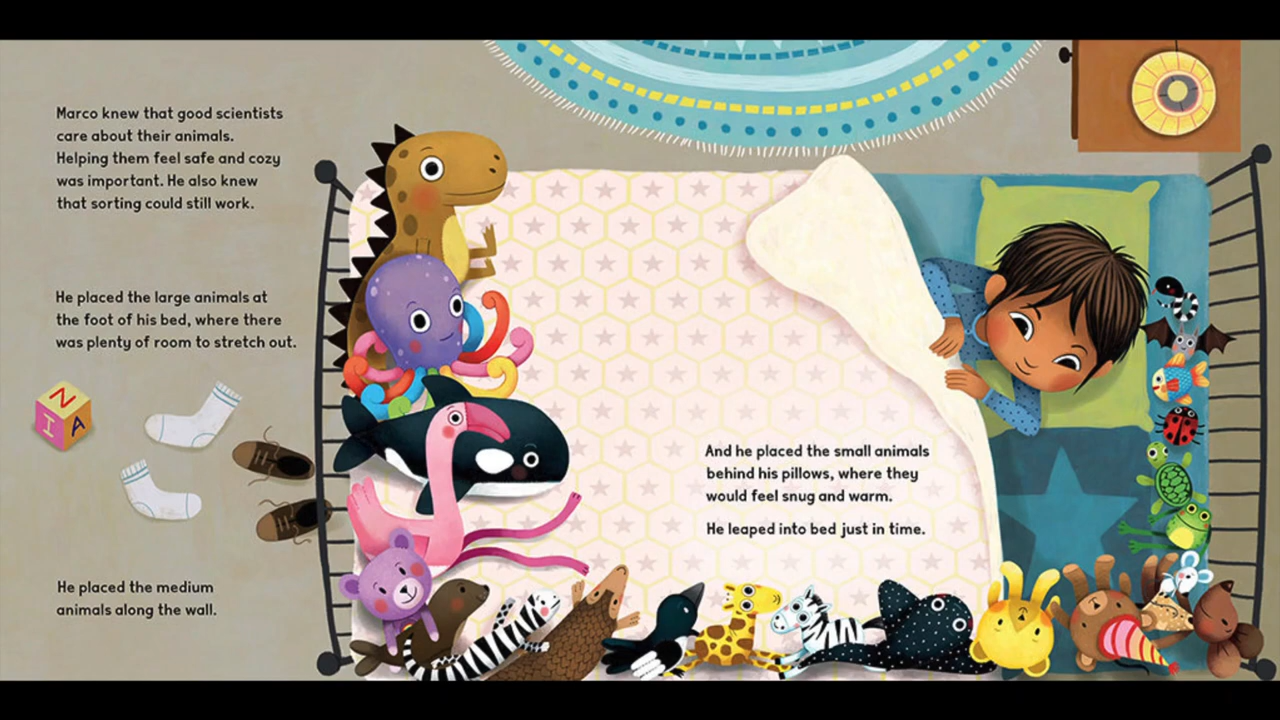 Marco knew that good scientists
care about their animals.
Helping them feel safe and cozy
was important. He also knew
that sorting could still work.
He placed the large animals at
the foot of his bed, where there
was plenty of room to stretch out.
N
I A
He placed the medium
animals along the wall.
And he placed the small animals
behind his pillows, where they
would feel snug and warm.
He leaped into bed just in time.